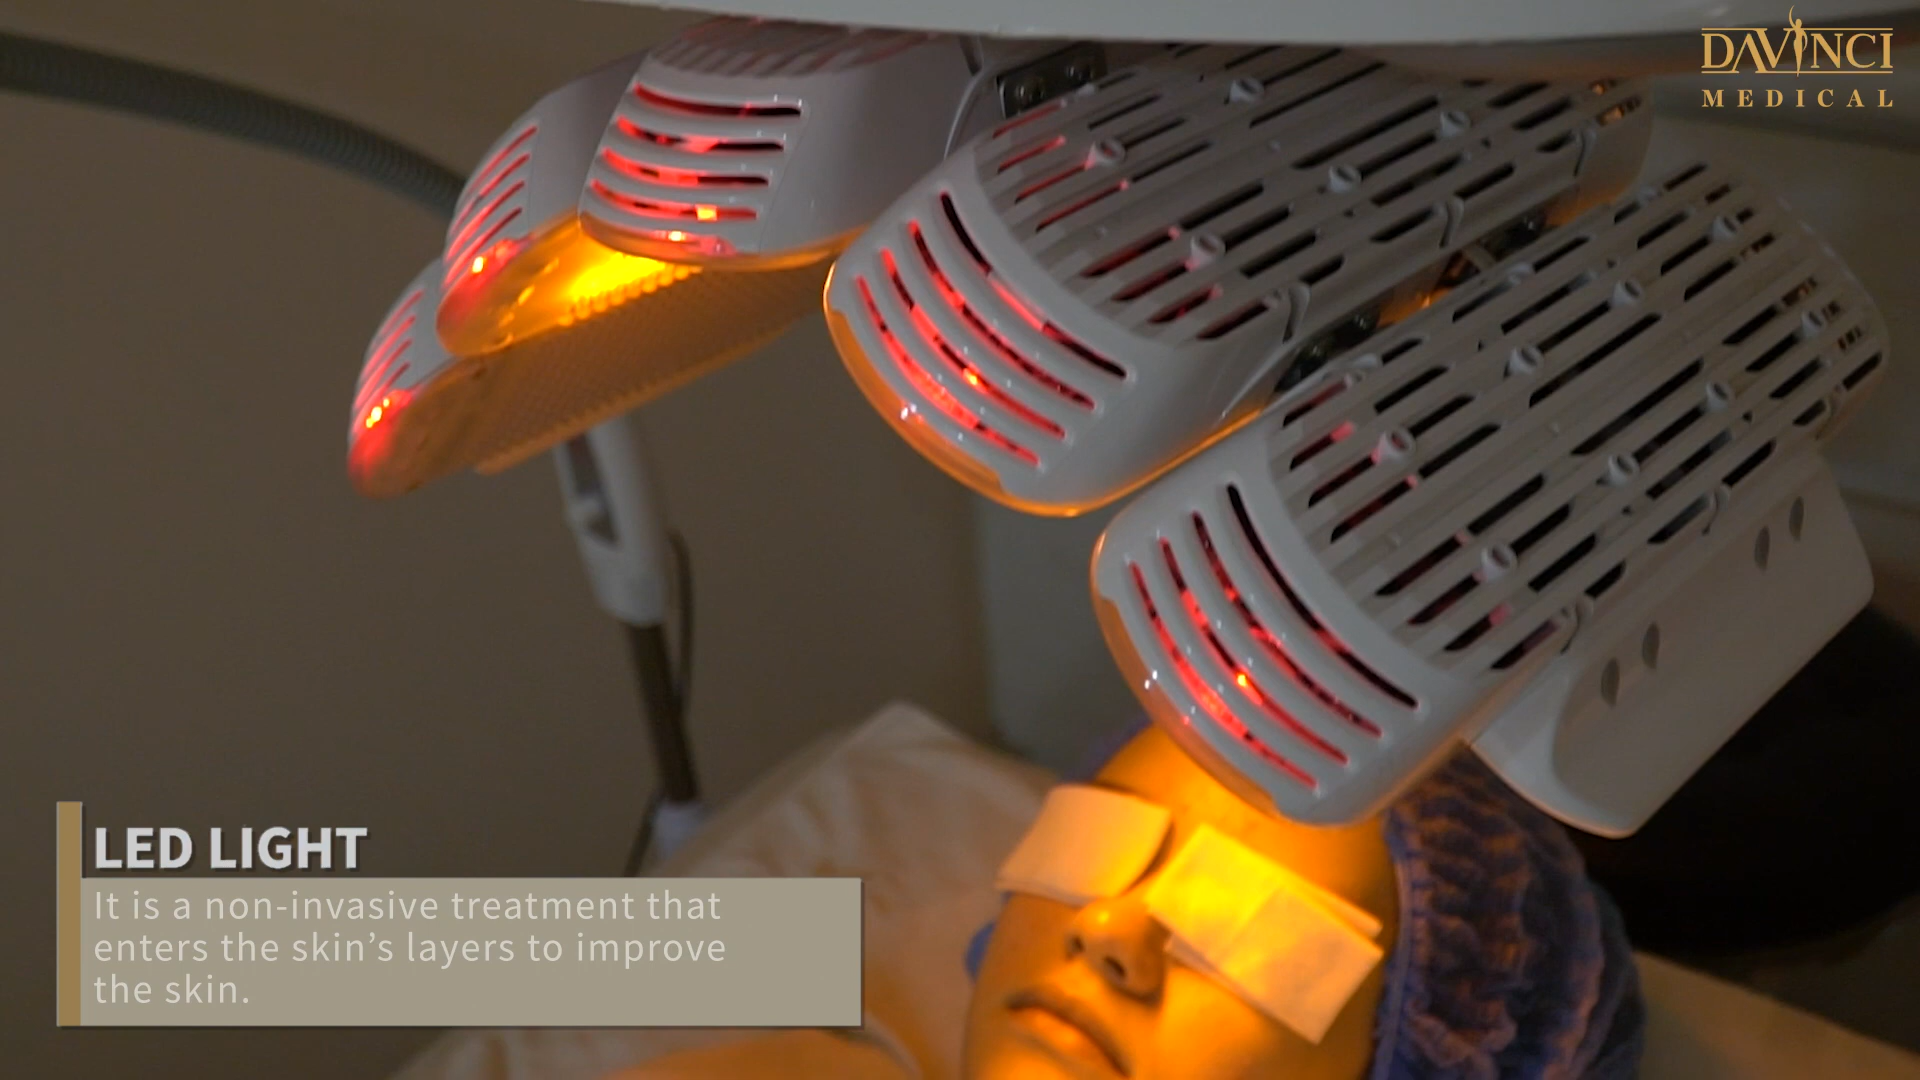 DAVINCI
MEDICAL
LED LIGHT
It is a non-invasive treatment that
enters the skin’s layers to improve
the skin.